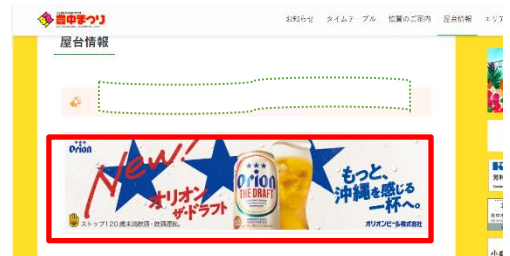 豊中まつり
お知らせ タイムテーブル 協賛のご案内 屋台情報 エリア
屋台情報
Orion
New!
オリオン
ザ・ドラフト
Orion
THE DRAFT
もっと、
沖縄を感じる
一杯へ。
ストップ!20歳未満飲酒・飲酒運転。
オリオンビール株式会社